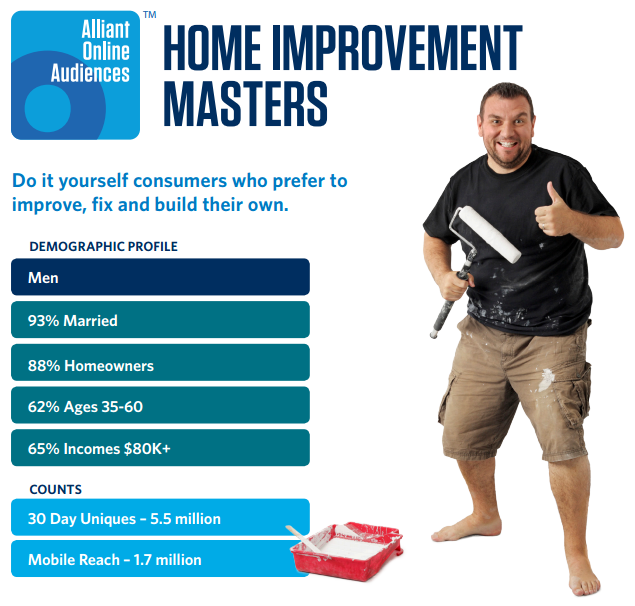 Alliant
Online
Audiences
TM
HOME IMPROVEMENT
MASTERS
Do it yourself consumers who prefer to
improve, fix and build their own.
DEMOGRAPHIC PROFILE
Men
93% Married
88% Homeowners
62% Ages 35-60
65% Incomes $80K+
COUNTS
30 Day Uniques – 5.5 million
Mobile Reach – 1.7 million